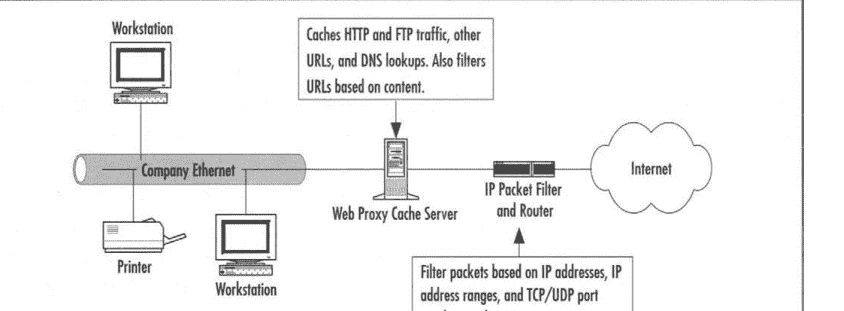 Workstation
Caches HTTP and FTP traffic, other
URLs, and DNS lookups. Also filters
URLs based on content.
Company Ethernet
Internet
Web Proxy Cache Server
IP Packet Filter
and Router
Printer
Workstation
Filter packets based on IP addresses, IP
address ranges, and TCP/UDP port